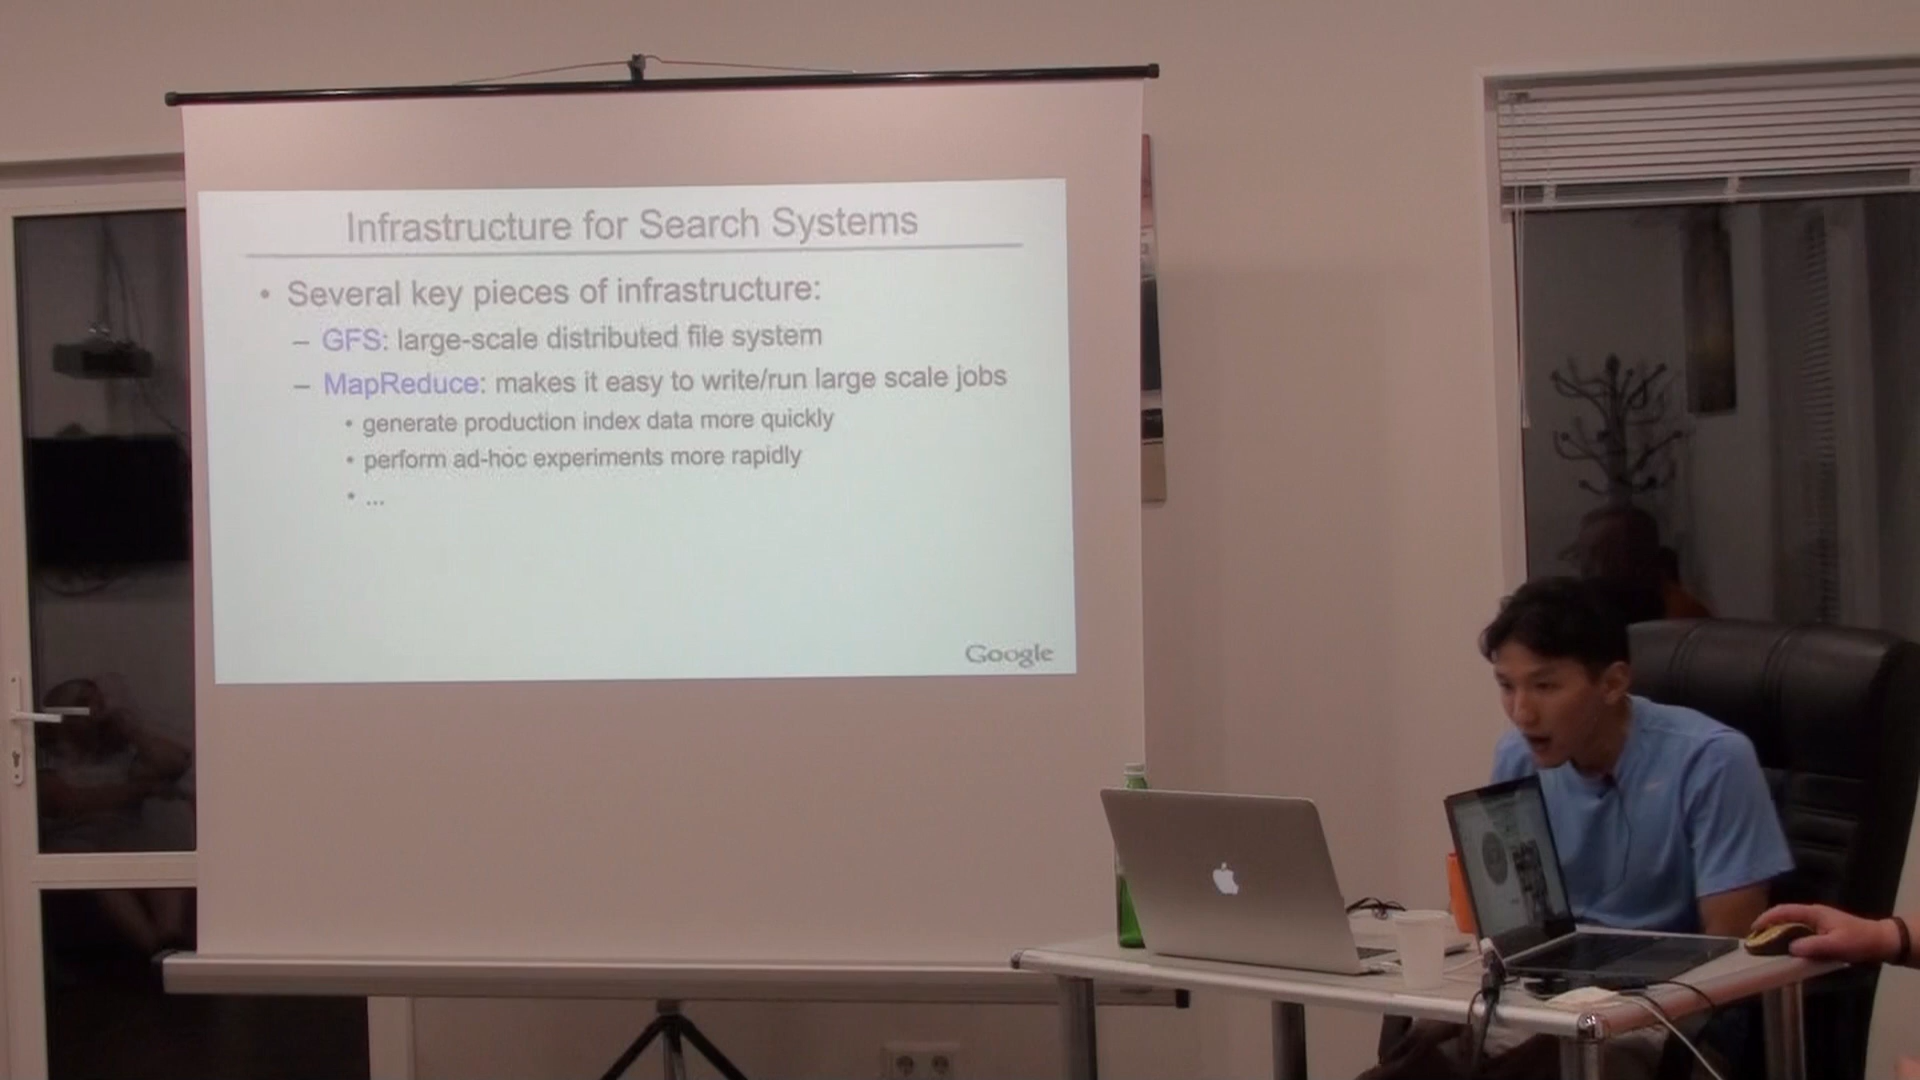 Infrastructure for Search Systems
• Several key pieces of infrastructure:
– GFS: large-scale distributed file system
– MapReduce: makes it easy to write/run large scale jobs
• generate production index data more quickly
• perform ad-hoc experiments more rapidly
• ...
Google